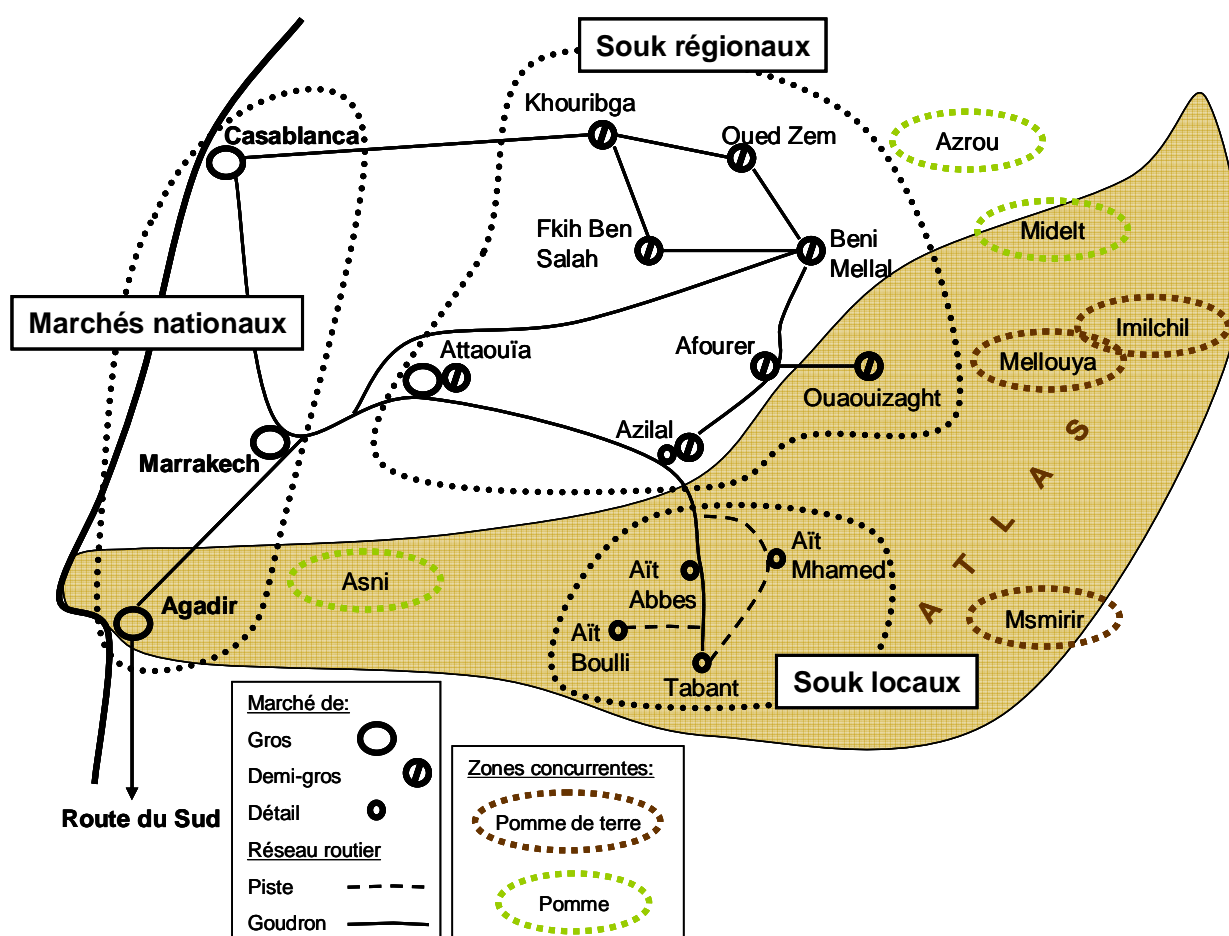 Souk régionaux
Khouribga
Casablanca
Oued Zem
Azrou
Fkih Ben
Salah
Beni
Mellal
Midelt
Marchés nationaux
Attaouïa
Afourer
Imilchil
Mellouya
Ouaouizaght
Azilal
Marrakech
A T L A S
Asni
Aït
Abbes
Aït
Mhamed
Agadir
Aït
Boulli
Msmirir
Tabant
Souk locaux
Route du Sud
Marché de:
Gros
Demi-gros
Détail
Réseau routier
Piste
Goudron
Zones concurrentes:
Pomme de terre
Pomme